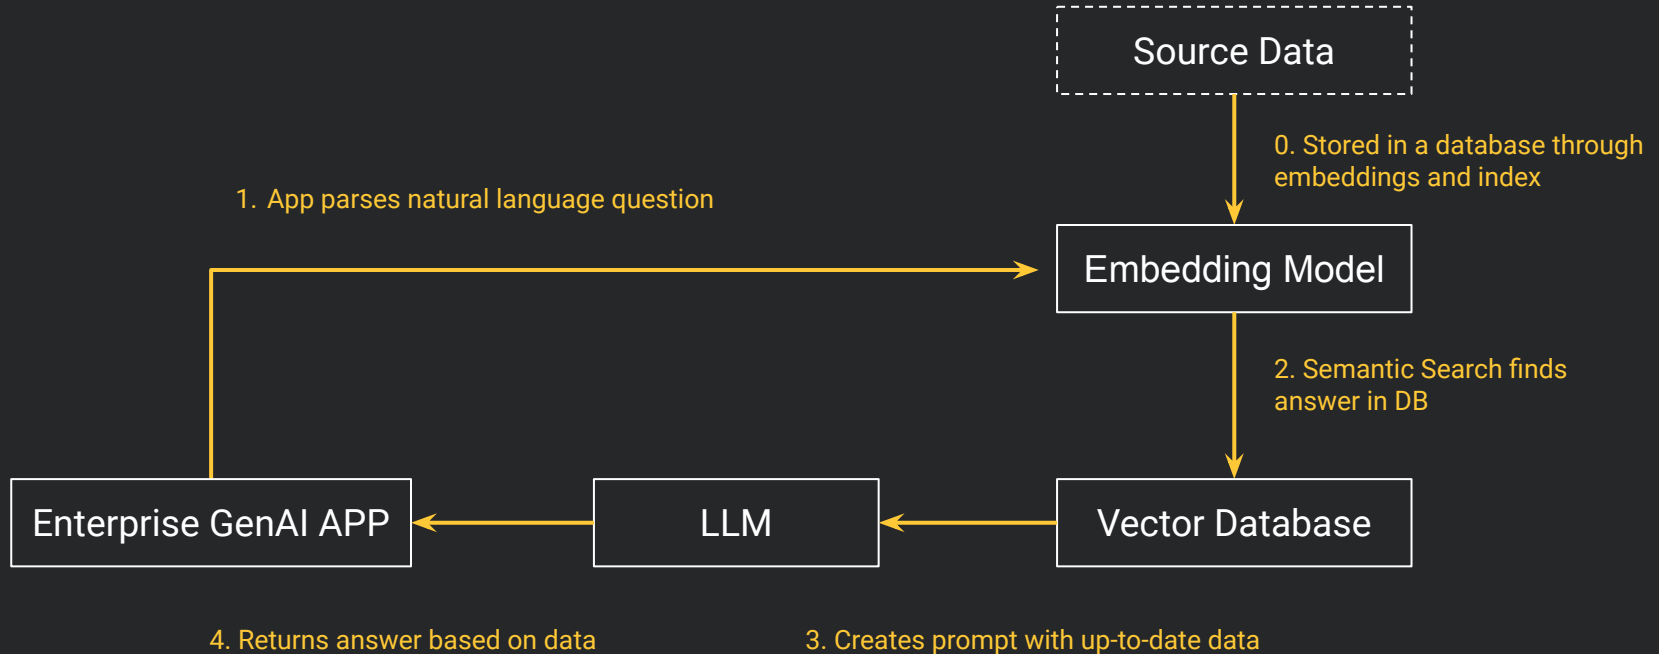 Source Data
0. Stored in a database through
embeddings and index
1. App parses natural language question
Embedding Model
2. Semantic Search finds
answer in DB
Enterprise GenAI APP
LLM
Vector Database
4. Returns answer based on data
3. Creates prompt with up-to-date data